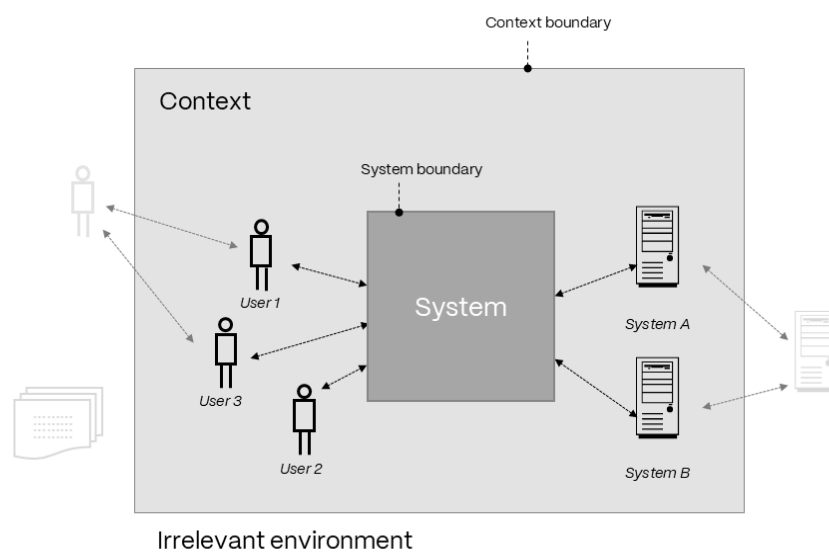 Context boundary
Context
System boundary
System
User 1
System A
User 3
User 2
System B
Irrelevant environment